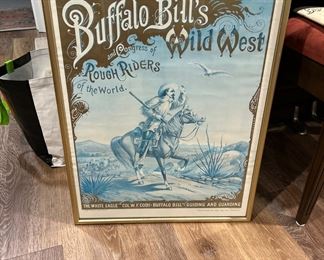 Buffalo Bill's
Wild West
and Congress of
Rough Riders
of the World.
THE WHITE EAGLE "COL. W. F. CODY-BUFFALO BILL" GUIDING AND GUARDING